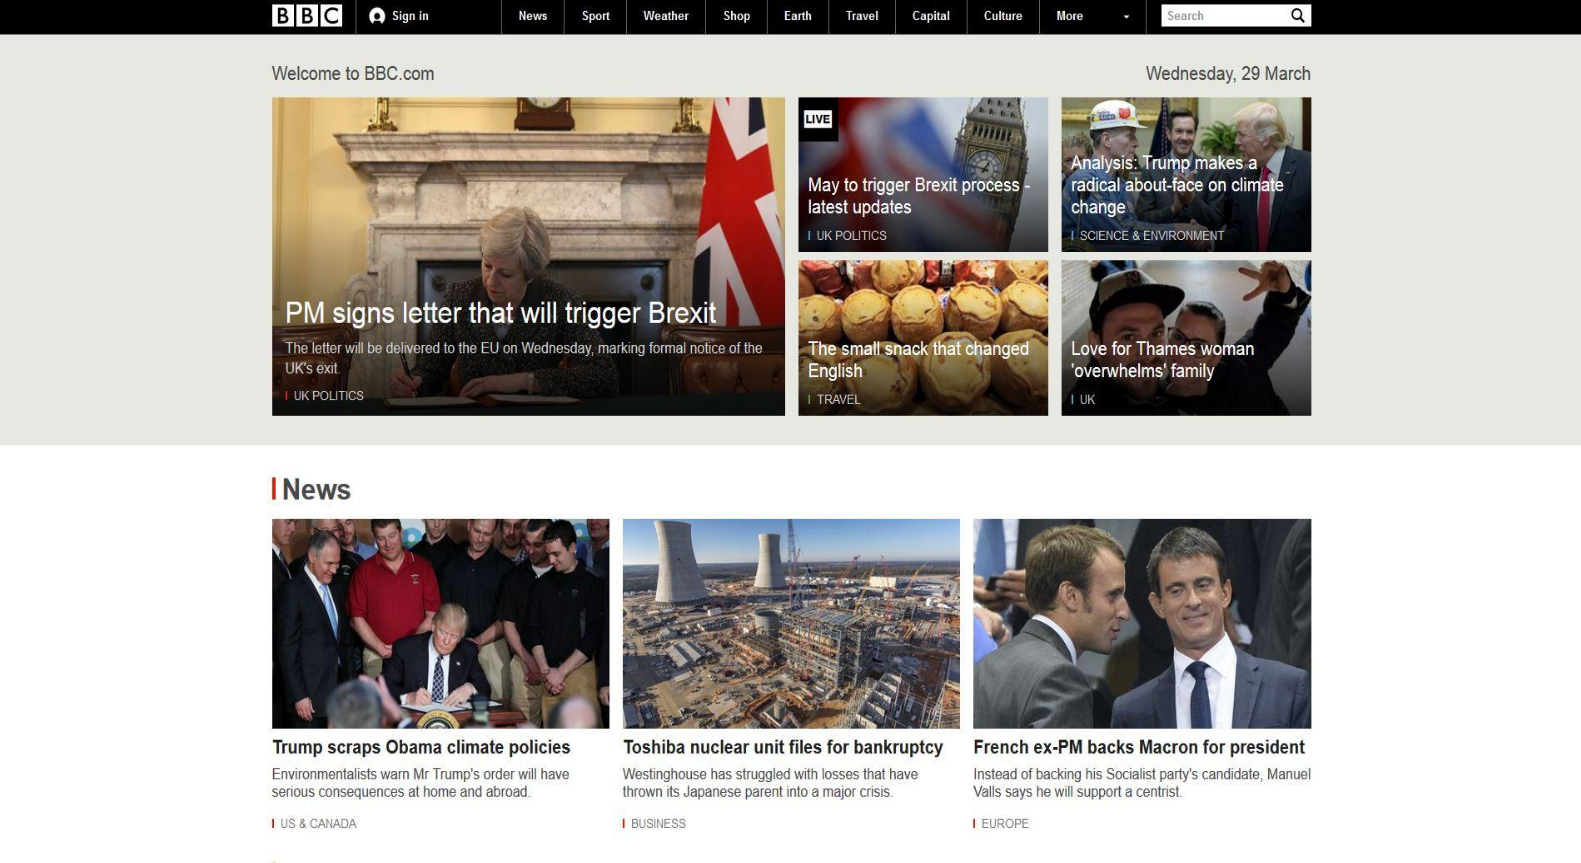 BBC
Sign in
News
Sport
Weather
Shop
Earth
Travel
Capital
Culture
More
Search
Welcome to BBC.com
Wednesday, 29 March
PM signs letter that will trigger Brexit
The letter will be delivered to the EU on Wednesday, marking formal notice of the
UK's exit.
UK POLITICS
LIVE
May to trigger Brexit process -
latest updates
UK POLITICS
Analysis: Trump makes a
radical about-face on climate
change
SCIENCE & ENVIRONMENT
The small snack that changed
English
TRAVEL
Love for Thames woman
'overwhelms' family
UK
News
Trump scraps Obama climate policies
Environmentalists warn Mr Trump's order will have
serious consequences at home and abroad.
US & CANADA
Toshiba nuclear unit files for bankruptcy
Westinghouse has struggled with losses that have
thrown its Japanese parent into a major crisis.
BUSINESS
French ex-PM backs Macron for president
Instead of backing his Socialist party's candidate, Manuel
Valls says he will support a centrist.
EUROPE